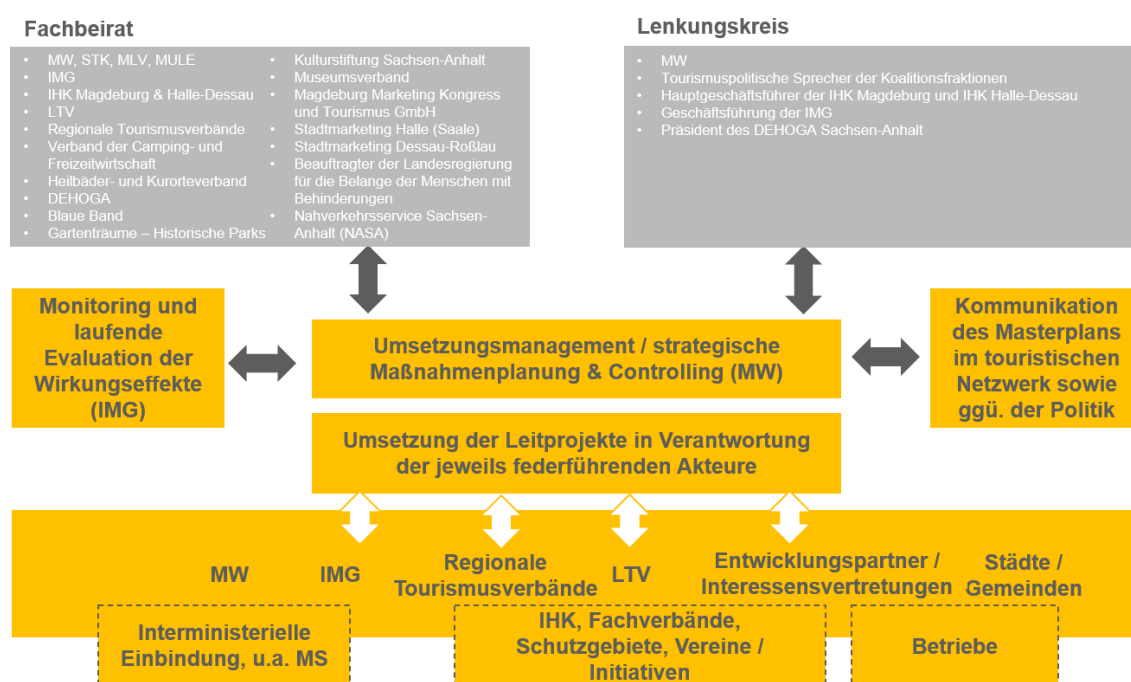 Fachbeirat
• MW, STK, MLV, MULE
• IMG
• IHK Magdeburg & Halle-Dessau
• LTV
• Regionale Tourismusverbände
• Verband der Camping- und
Freizeitwirtschaft
• Heilbäder- und Kurorteverband
• DEHOGA
• Blaue Band
• Gartenträume – Historische Parks
• Kulturstiftung Sachsen-Anhalt
• Museumsverband
• Magdeburg Marketing Kongress
und Tourismus GmbH
• Stadtmarketing Halle (Saale)
• Stadtmarketing Dessau-Roßlau
• Beauftragter der Landesregierung
für die Belange der Menschen mit
Behinderungen
• Nahverkehrsservice Sachsen-
Anhalt (NASA)
Lenkungskreis
• MW
• Tourismuspolitische Sprecher der Koalitionsfraktionen
• Hauptgeschäftsführer der IHK Magdeburg und IHK Halle-Dessau
• Geschäftsführung der IMG
• Präsident des DEHOGA Sachsen-Anhalt
Monitoring und
laufende
Evaluation der
Wirkungseffekte
(IMG)
Umsetzungsmanagement / strategische
Maßnahmenplanung & Controlling (MW)
Kommunikation
des Masterplans
im touristischen
Netzwerk sowie
ggü. der Politik
Umsetzung der Leitprojekte in Verantwortung
der jeweils federführenden Akteure
MW
IMG
Regionale
Tourismusverbände
LTV
Entwicklungspartner /
Interessensvertretungen
Städte /
Gemeinden
Interministerielle
Einbindung, u.a. MS
IHK, Fachverbände,
Schutzgebiete, Vereine /
Initiativen
Betriebe